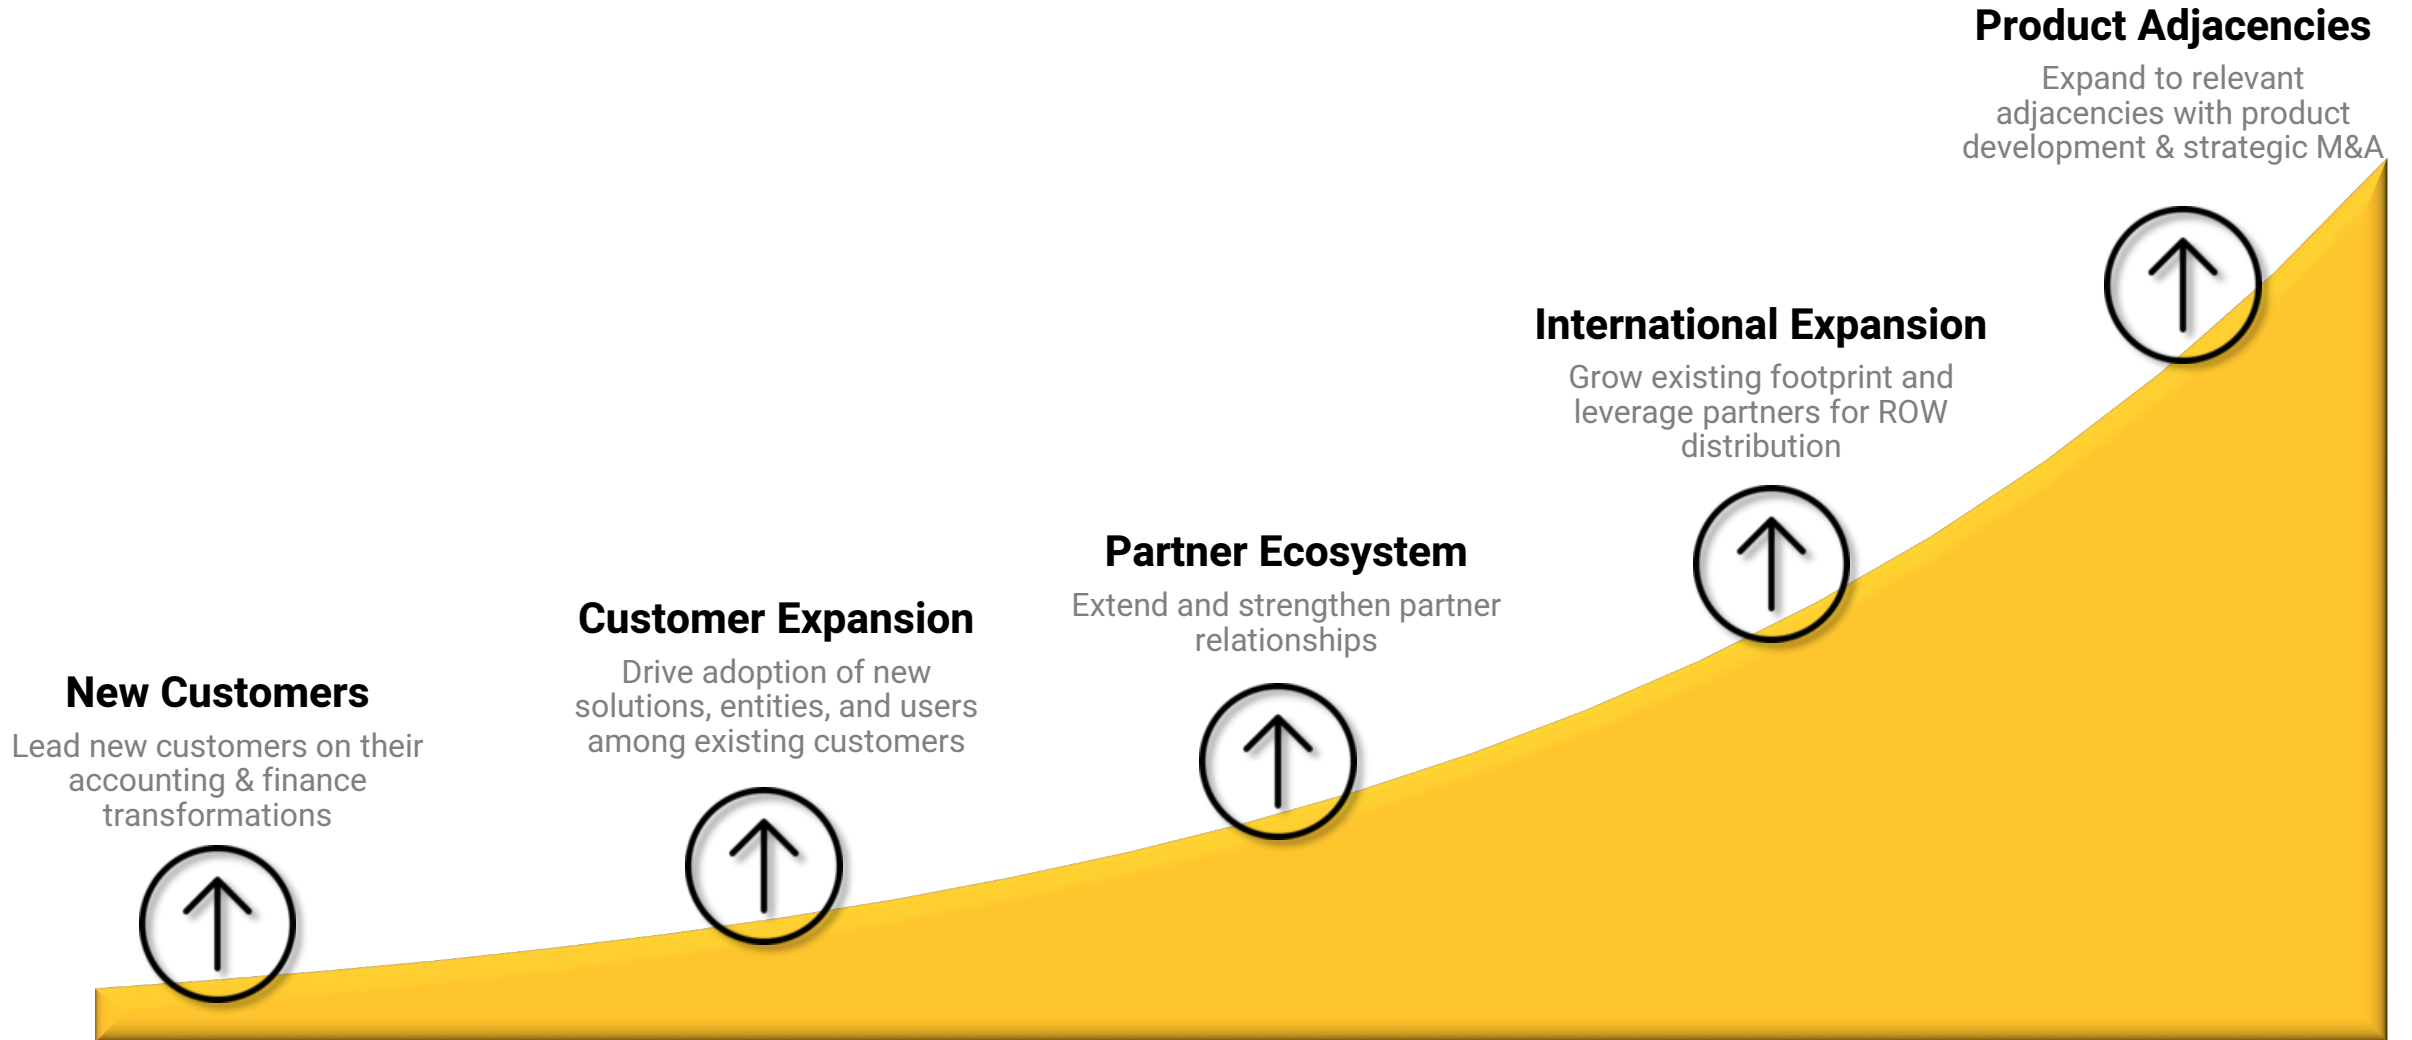 New Customers
Lead new customers on their
accounting & finance
transformations
Customer Expansion
Drive adoption of new
solutions, entities, and users
among existing customers
Partner Ecosystem
Extend and strengthen partner
relationships
International Expansion
Grow existing footprint and
leverage partners for ROW
distribution
Product Adjacencies
Expand to relevant
adjacencies with product
development & strategic M&A